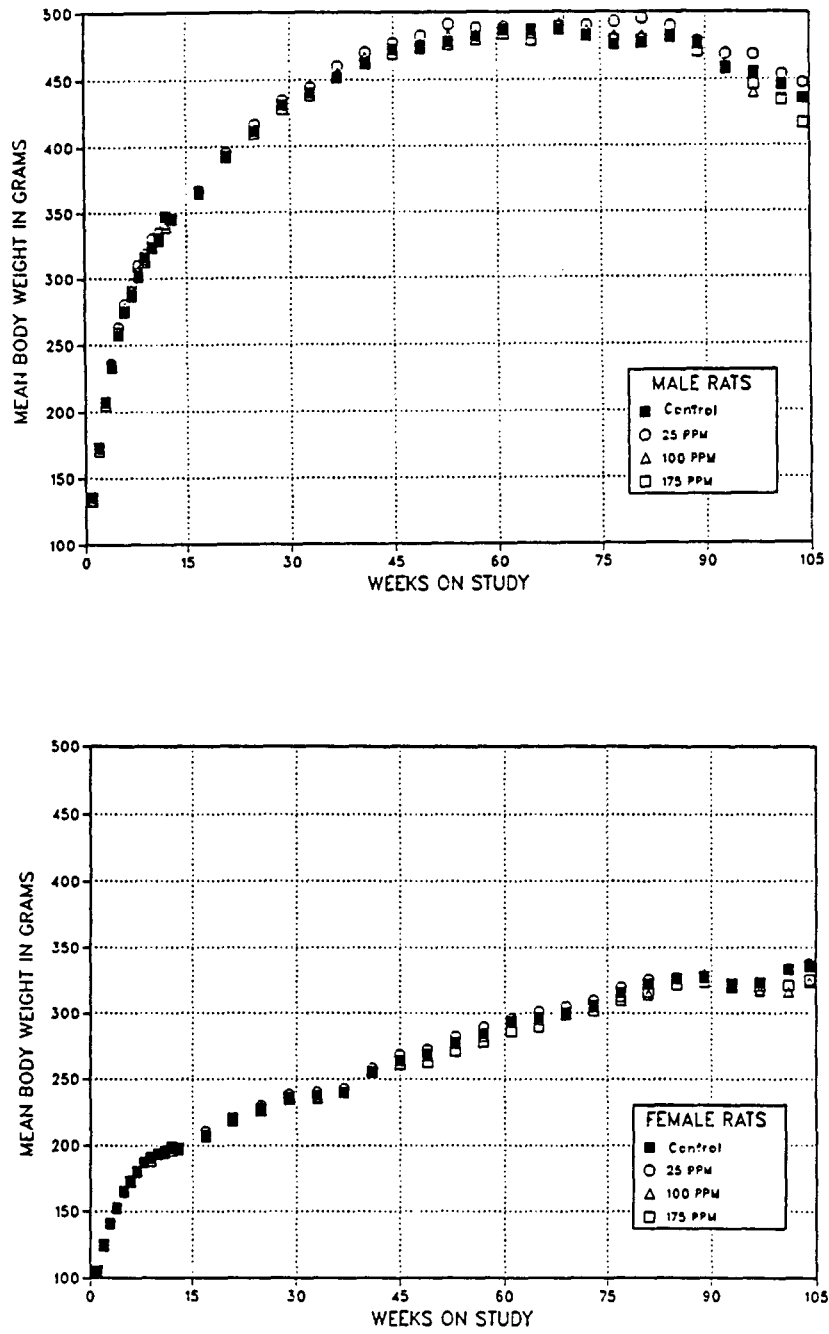 MEAN BODY WEIGHT IN GRAMS
500
450
400
350
300
250
200
150
100
0
15
30
45
60
75
90
105
WEEKS ON STUDY
MALE RATS
Control
25 PPM
100 PPM
175 PPM
MEAN BODY WEIGHT IN GRAMS
500
450
400
350
300
250
200
150
100
0
15
30
45
60
75
90
105
WEEKS ON STUDY
FEMALE RATS
Control
25 PPM
100 PPM
175 PPM